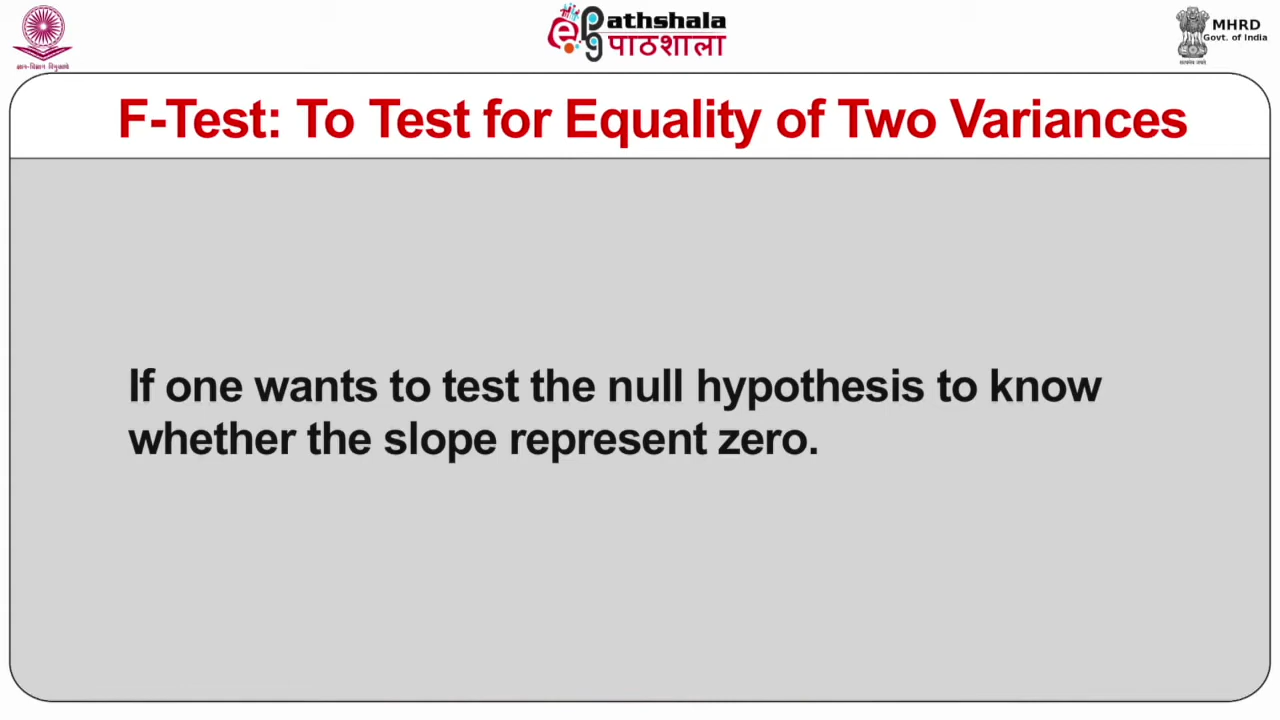 ePathshala
पाठशाला
MHRD
Govt. of India
F-Test: To Test for Equality of Two Variances
If one wants to test the null hypothesis to know
whether the slope represent zero.